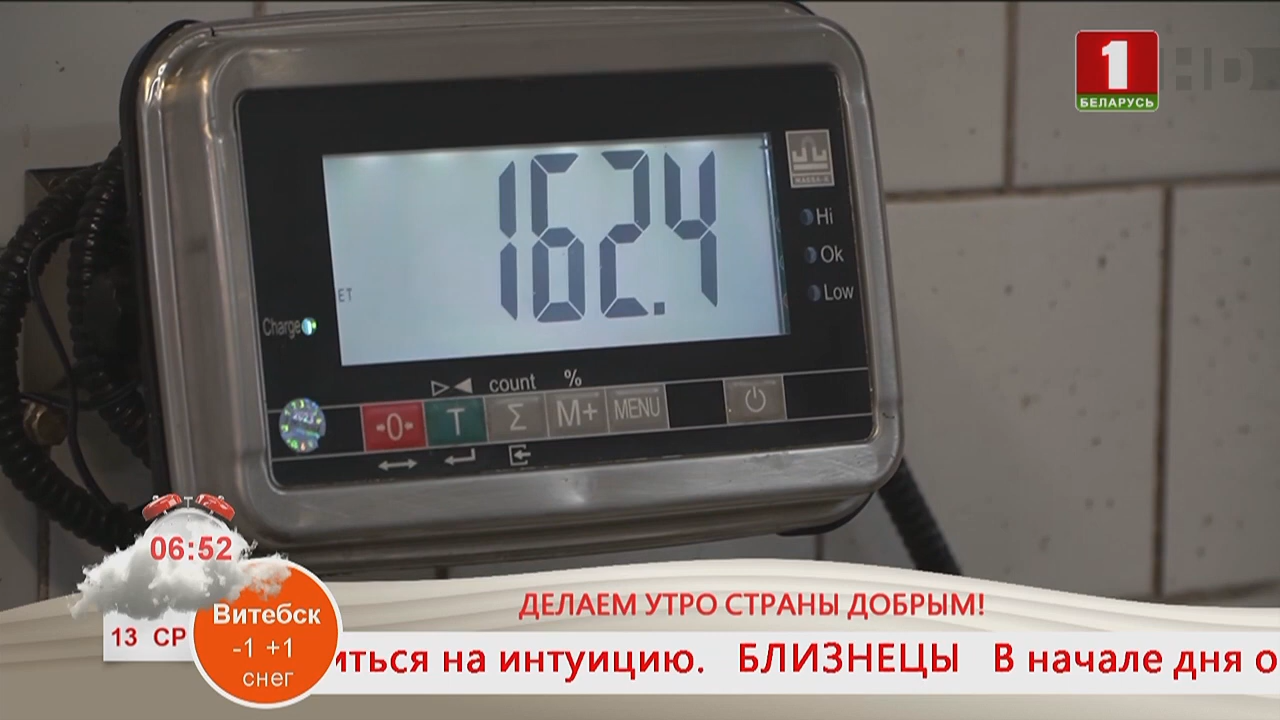 1
HD
БЕЛАРУСЬ
162.4
Hi
Ok
Low
ET
Charge
count %
0 T Σ M+ MENU
06:52
13 СР
Витебск
-1 +1
снег
ДЕЛАЕМ УТРО СТРАНЫ ДОБРЫМ!
иться на интуицию. БЛИЗНЕЦЫ В начале дня о